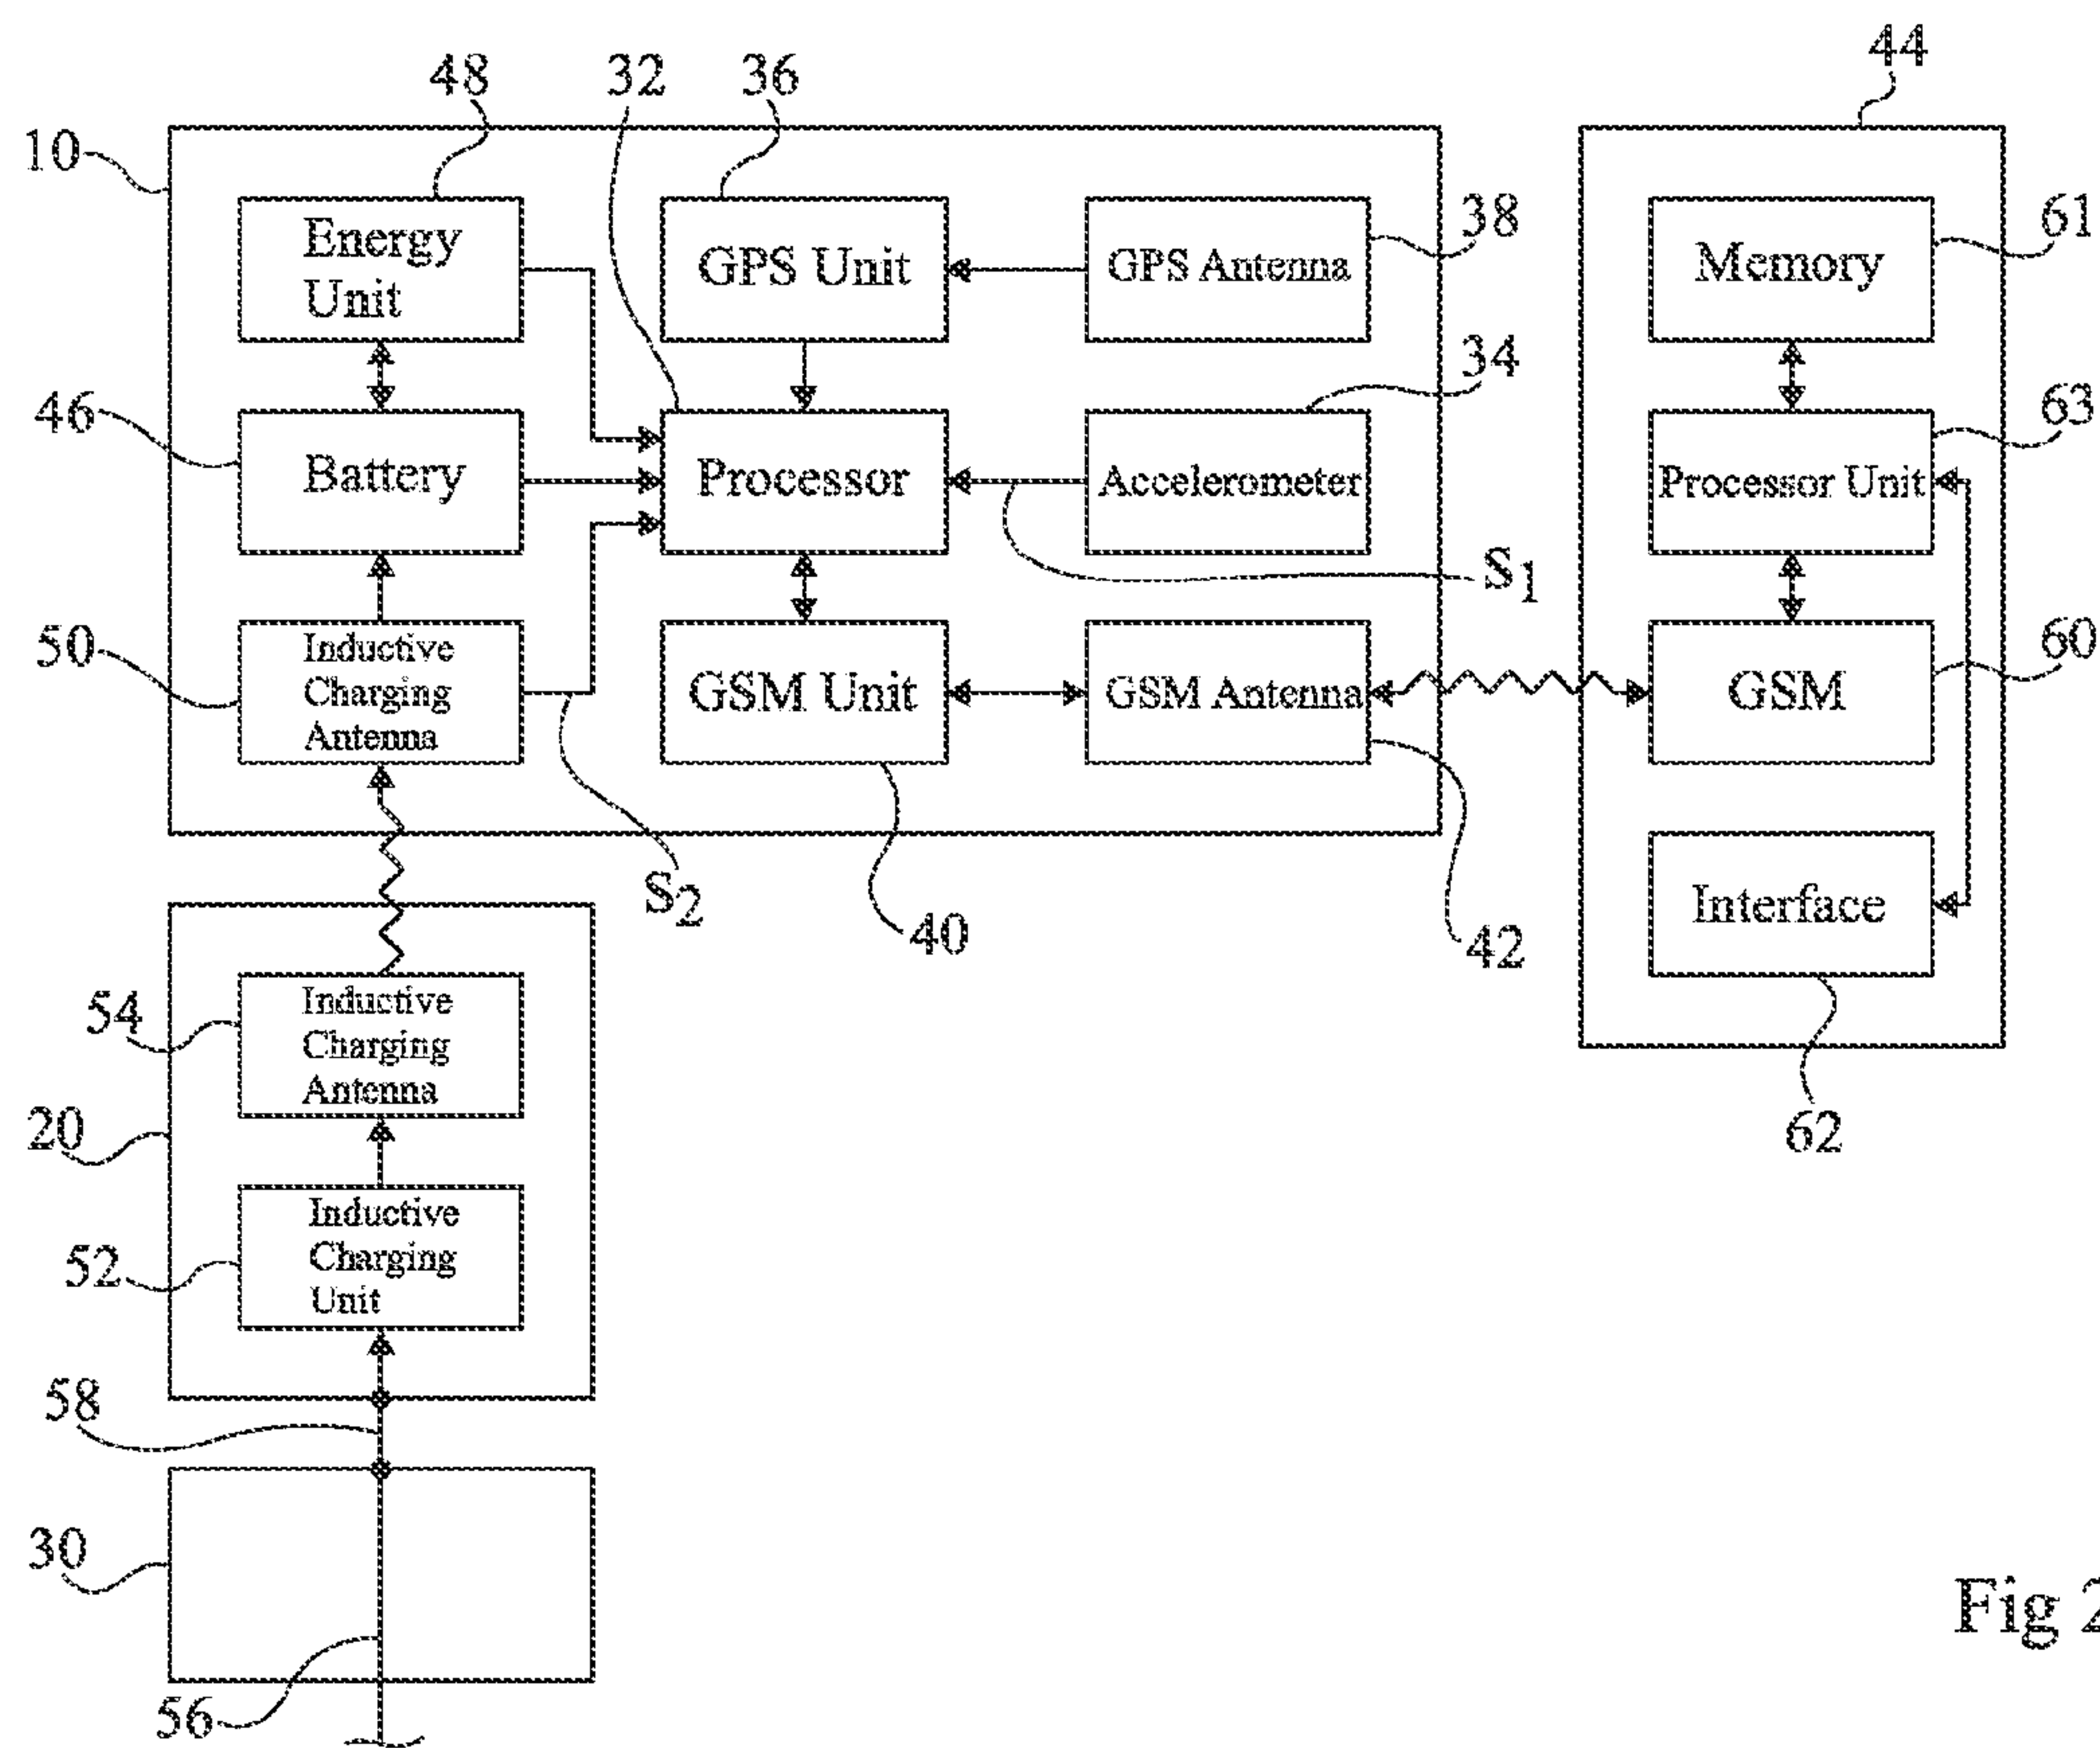 48
32
36
44
10
Energy
Unit
GPS Unit
GPS Antenna
38
Memory
61
34
46
Battery
Processor
Accelerometer
Processor Unit
63
S1
50
Inductive
Charging
Antenna
GSM Unit
GSM Antenna
GSM
60
S2
40
42
Interface
54
Inductive
Charging
Antenna
20
62
52
Inductive
Charging
Unit
58
30
Fig 2
56